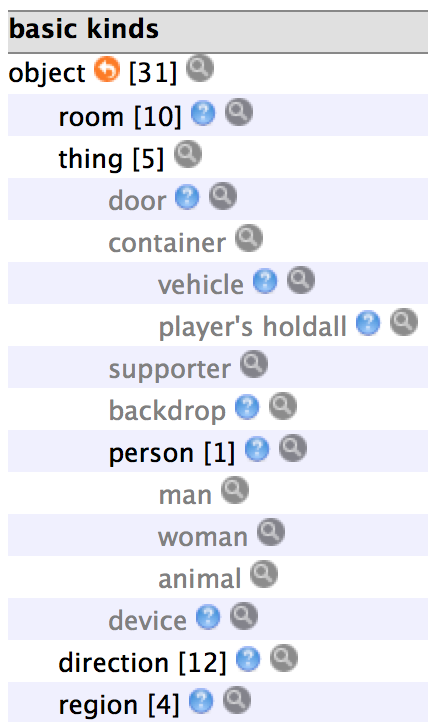 basic kinds
object [31]
room [10] ?
thing [5]
door ?
container
vehicle ?
player's holdall ?
supporter
backdrop ?
person [1] ?
man
woman
animal
device ?
direction [12] ?
region [4] ?